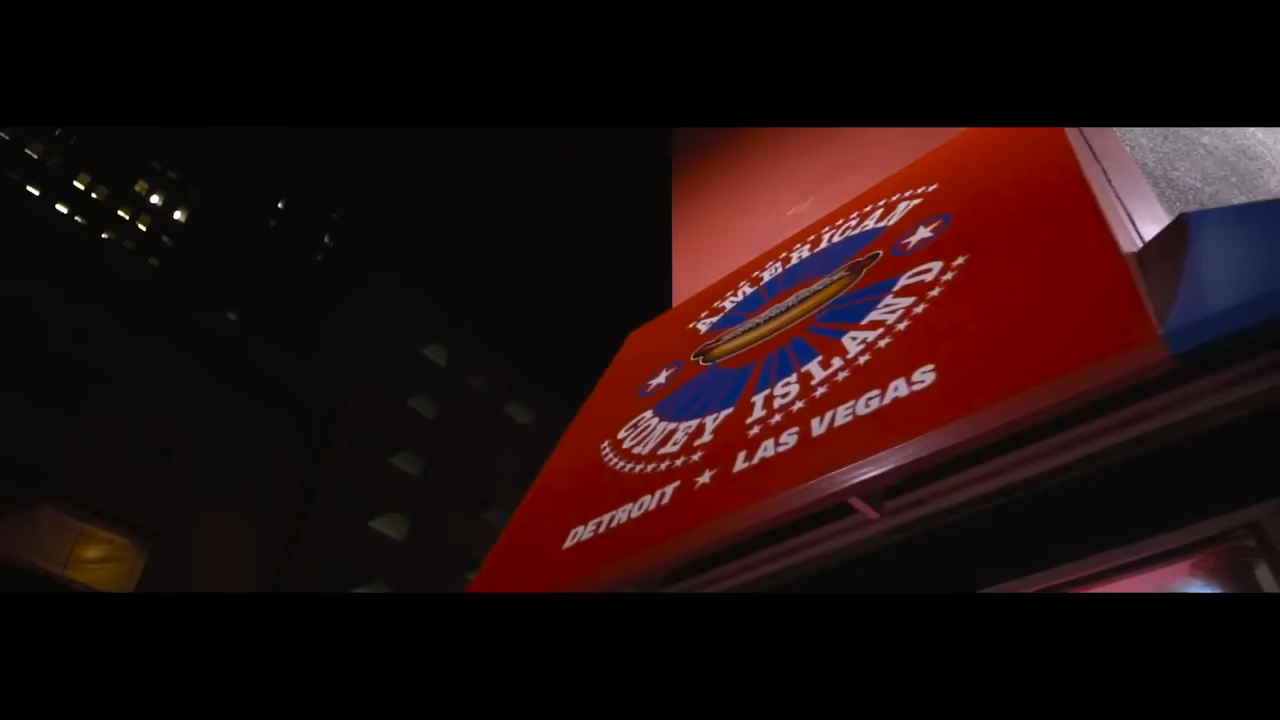 AMERICAN
CONEY ISLAND
DETROIT ★ LAS VEGAS